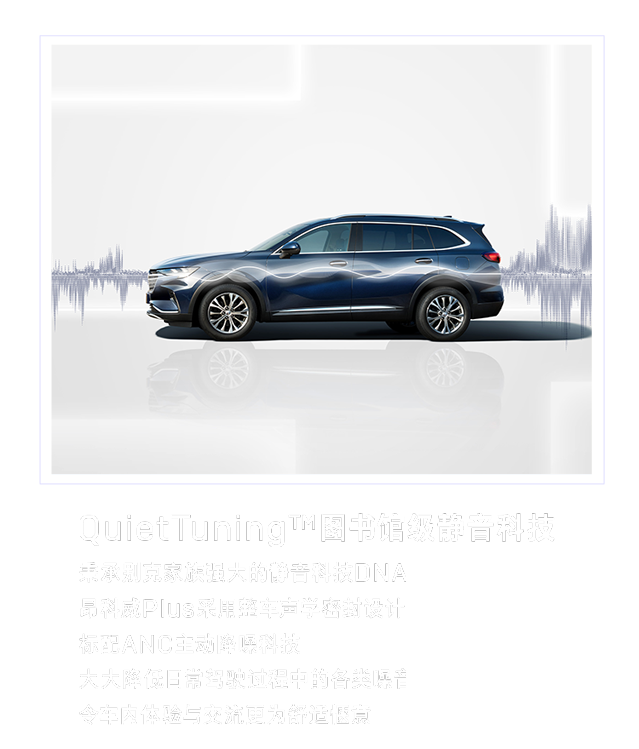 QuietTuning™图书馆级静音科技
秉承别克家族强大的静音科技DNA
昂科威Plus采用整车声学密封设计
标配ANC主动降噪科技
大大降低日常驾驶过程中的各类噪音
令车内体验与交流更为舒适惬意